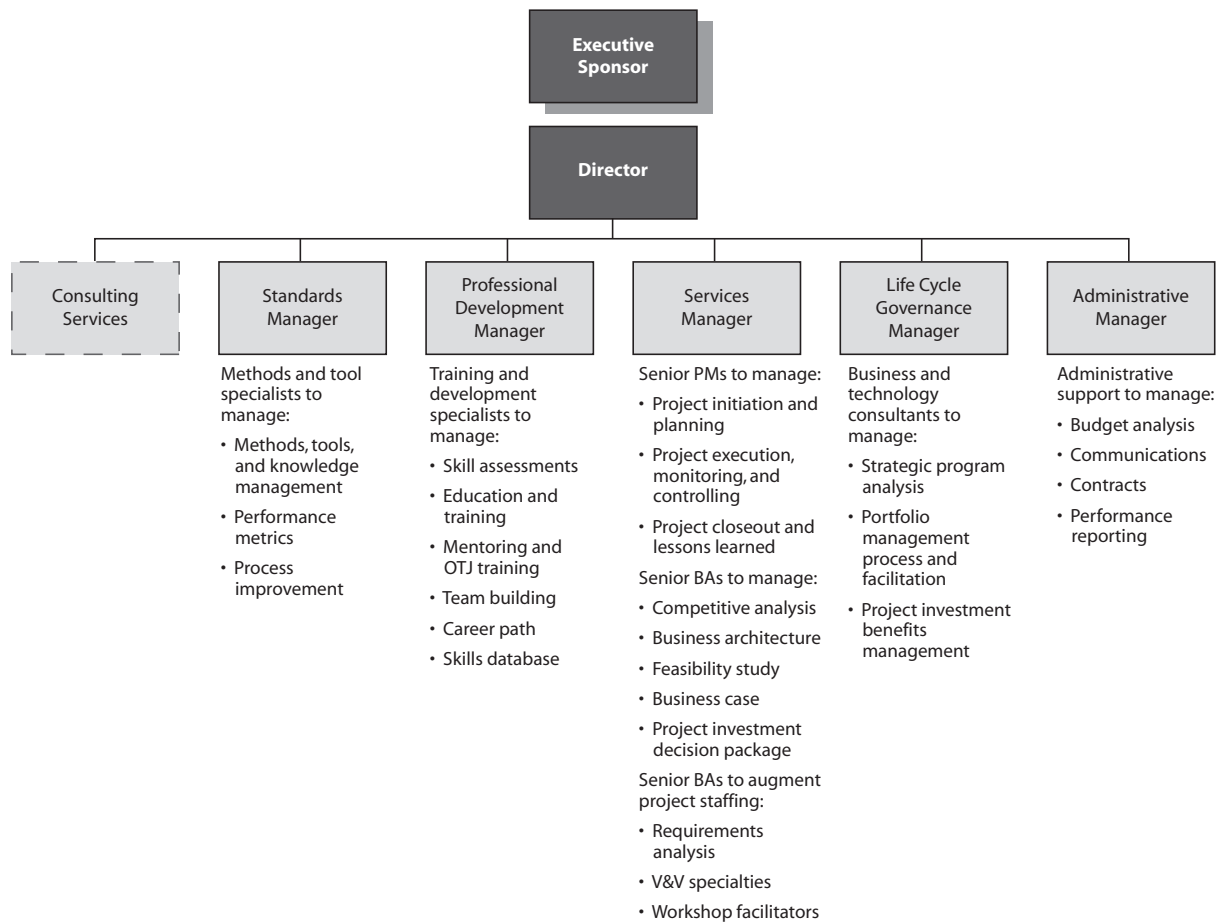 Executive
Sponsor
Director
Consulting
Services
Standards
Manager
Professional
Development
Manager
Services
Manager
Life Cycle
Governance
Manager
Administrative
Manager
Methods and tool
specialists to
manage:
• Methods, tools,
and knowledge
management
• Performance
metrics
• Process
improvement
Training and
development
specialists to
manage:
• Skill assessments
• Education and
training
• Mentoring and
OTJ training
• Team building
• Career path
• Skills database
Senior PMs to manage:
• Project initiation and
planning
• Project execution,
monitoring, and
controlling
• Project closeout and
lessons learned
Senior BAs to manage:
• Competitive analysis
• Business architecture
• Feasibility study
• Business case
• Project investment
decision package
Senior BAs to augment
project staffing:
• Requirements
analysis
• V&V specialties
• Workshop facilitators
Business and
technology
consultants to
manage:
• Strategic program
analysis
• Portfolio
management
process and
facilitation
• Project investment
benefits
management
Administrative
support to manage:
• Budget analysis
• Communications
• Contracts
• Performance
reporting